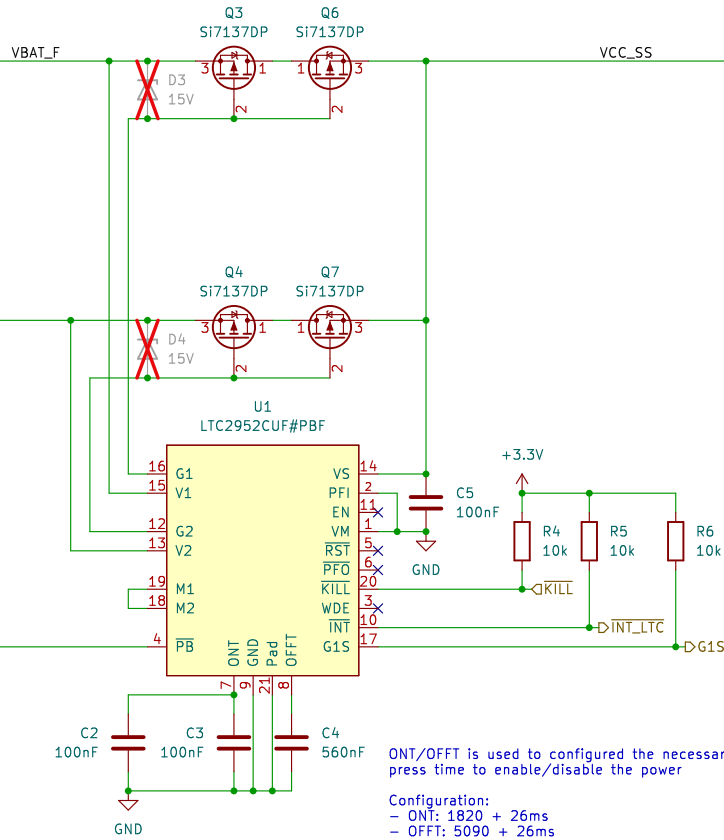 Q3
Si7137DP
Q6
Si7137DP
VBAT_F
VCC_SS
3
1
1
3
D3
15V
2
2
Q4
Si7137DP
Q7
Si7137DP
3
1
1
3
D4
15V
2
2
U1
LTC2952CUF#PBF
16 G1
15 V1
12 G2
13 V2
19 M1
18 M2
4 PB
VS 14
PFI 2
EN 11
VM 1
RST 5
PFO 6
KILL 20
WDE 3
INT 10
G1S 17
ONT
GND
Pad
OFFT
7
9
21
8
C5
100nF
GND
+3.3V
R4
10k
R5
10k
R6
10k
KILL
INT_LTC
G1S
C2
100nF
C3
100nF
C4
560nF
GND
ONT/OFFT is used to configured the necessar
press time to enable/disable the power
Configuration:
- ONT: 1820 + 26ms
- OFFT: 5090 + 26ms